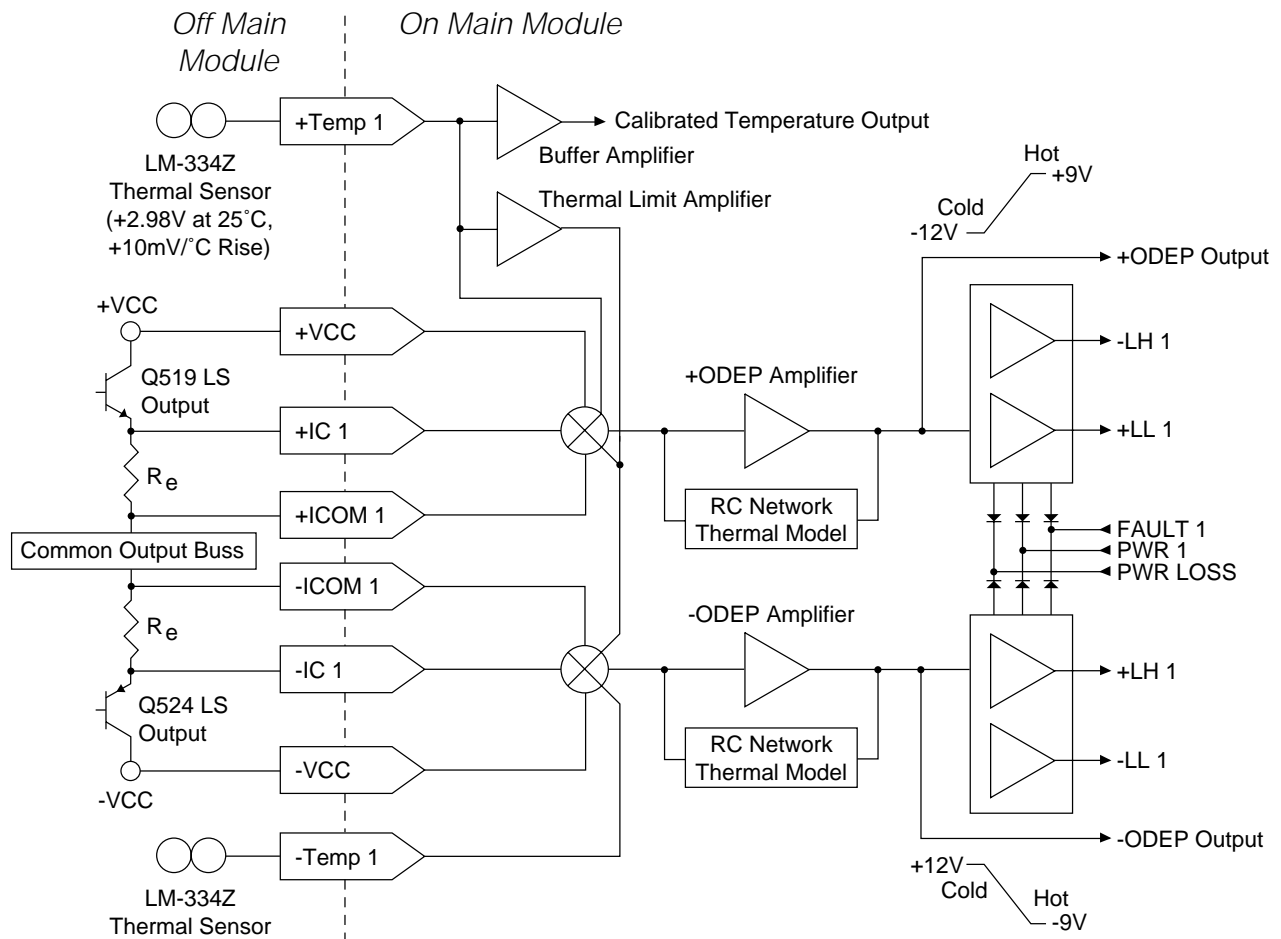 Off Main
Module
On Main Module
+Temp 1
Calibrated Temperature Output
Buffer Amplifier
LM-334Z
Thermal Sensor
(+2.98V at 25˚C,
+10mV/˚C Rise)
Thermal Limit Amplifier
Hot
+9V
Cold
-12V
+ODEP Output
+VCC
+VCC
Q519 LS
Output
-LH 1
+ODEP Amplifier
+IC 1
+LL 1
Re
RC Network
Thermal Model
+ICOM 1
Common Output Buss
FAULT 1
PWR 1
PWR LOSS
-ICOM 1
Re
-ODEP Amplifier
-IC 1
+LH 1
Q524 LS
Output
RC Network
Thermal Model
-VCC
-LL 1
-VCC
-ODEP Output
-Temp 1
+12V
Cold
Hot
-9V
LM-334Z
Thermal Sensor